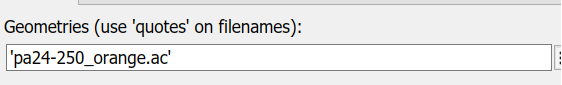 Geometries (use 'quotes' on filenames):
'pa24-250_orange.ac'